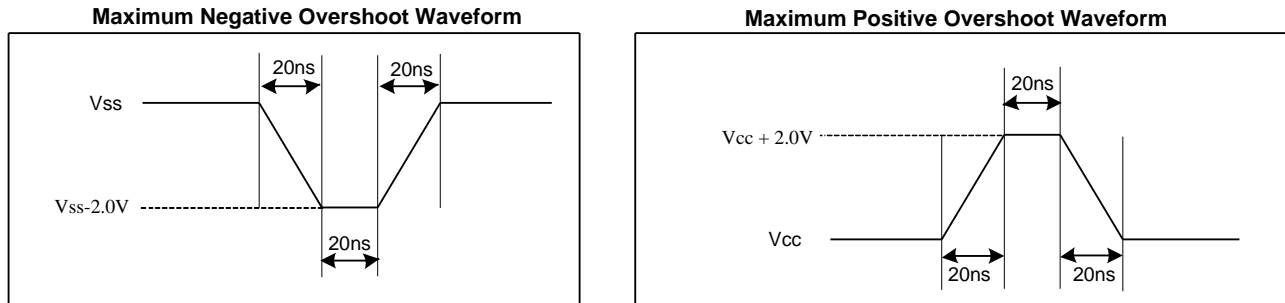 Maximum Negative Overshoot Waveform
20ns
20ns
Vss
Vss-2.0V
20ns
Maximum Positive Overshoot Waveform
20ns
Vcc + 2.0V
Vcc
20ns
20ns